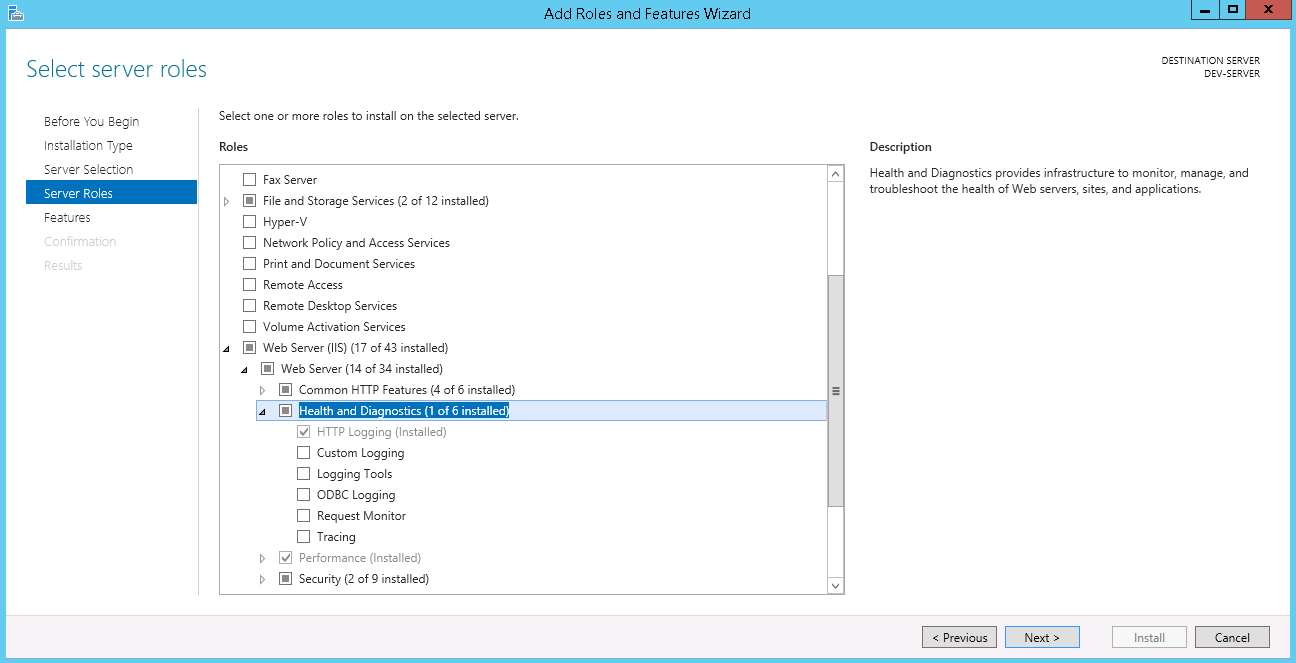 Add Roles and Features Wizard
Select server roles
DESTINATION SERVER
DEV-SERVER
Before You Begin
Installation Type
Server Selection
Server Roles
Features
Confirmation
Results
Select one or more roles to install on the selected server.
Roles
Fax Server
File and Storage Services (2 of 12 installed)
Hyper-V
Network Policy and Access Services
Print and Document Services
Remote Access
Remote Desktop Services
Volume Activation Services
Web Server (IIS) (17 of 43 installed)
Web Server (14 of 34 installed)
Common HTTP Features (4 of 6 installed)
Health and Diagnostics (1 of 6 installed)
HTTP Logging (Installed)
Custom Logging
Logging Tools
ODBC Logging
Request Monitor
Tracing
Performance (Installed)
Security (2 of 9 installed)
Description
Health and Diagnostics provides infrastructure to monitor, manage, and
troubleshoot the health of Web servers, sites, and applications.
< Previous
Next >
Install
Cancel